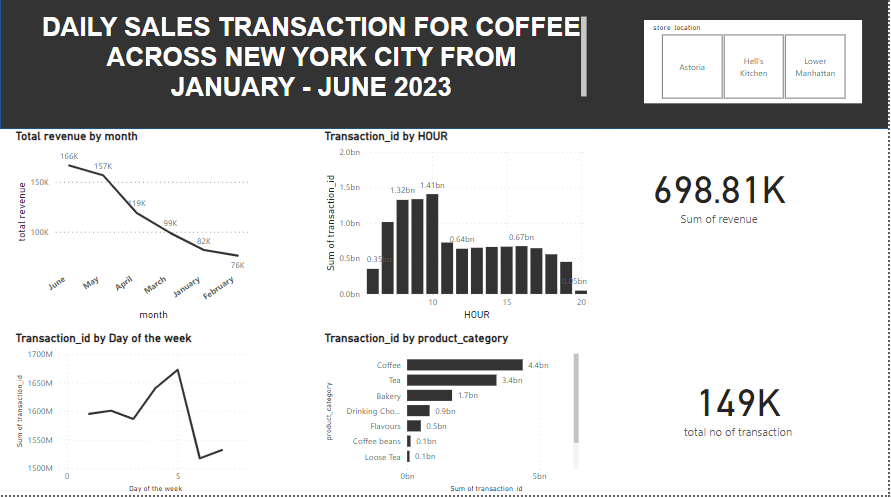 DAILY SALES TRANSACTION FOR COFFEE
ACROSS NEW YORK CITY FROM
JANUARY - JUNE 2023
store_location
Astoria
Hell's
Kitchen
Lower
Manhattan
Total revenue by month
total revenue
150K
100K
166K
157K
119K
99K
82K
76K
June
May
April
March
January
February
month
Transaction_id by HOUR
Sum of transaction_id
2.0bn
1.5bn
1.0bn
0.5bn
0.0bn
1.32bn
1.41bn
0.64bn
0.67bn
10
15
20
HOUR
698.81K
Sum of revenue
Transaction_id by Day of the week
Sum of transaction_id
1700M
1650M
1600M
1550M
1500M
0
5
Day of the week
Transaction_id by product_category
product_category
Coffee 4.4bn
Tea 3.4bn
Bakery 1.7bn
Drinking Cho... 0.9bn
Flavours 0.5bn
Coffee beans 0.1bn
Loose Tea 0.1bn
0bn
5bn
Sum of transaction_id
149K
total no of transaction